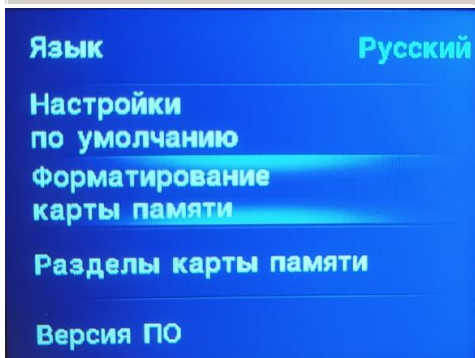 Язык Русский
Настройки
по умолчанию
Форматирование
карты памяти
Разделы карты памяти
Версия ПО